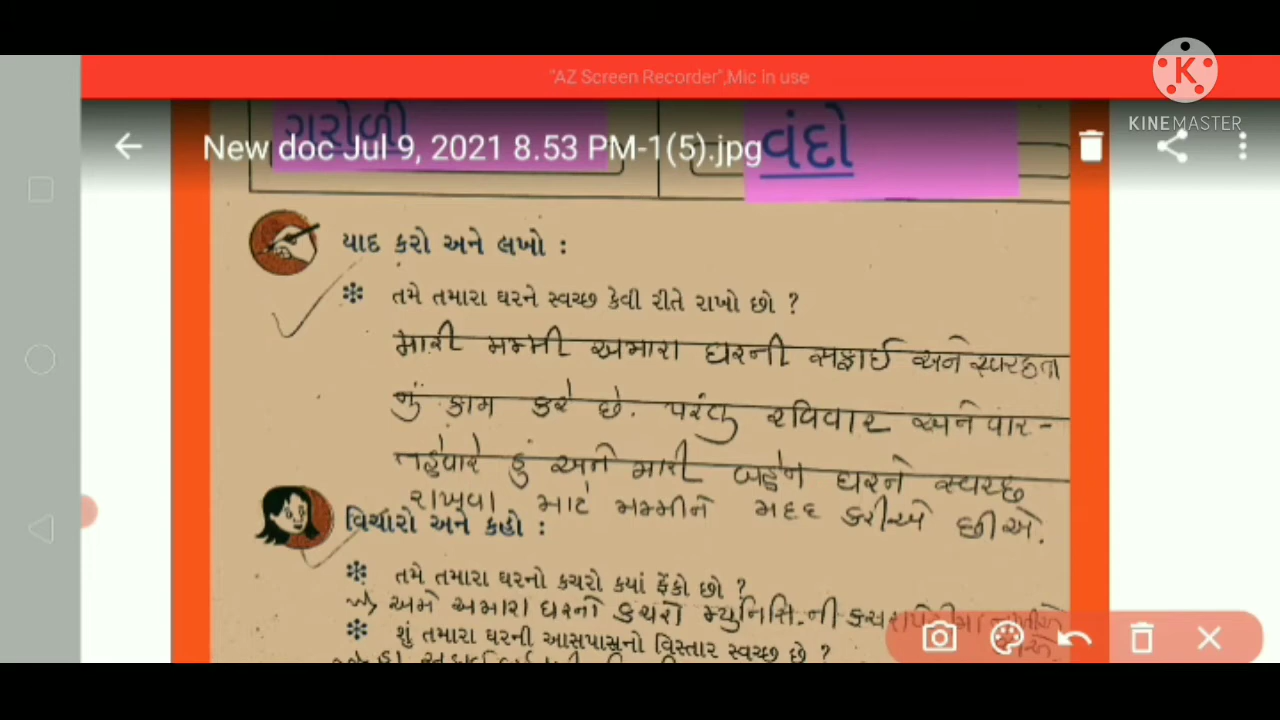 "AZ Screen Recorder",Mic in use
KINEMASTER
New doc Jul 9, 2021 8.53 PM-1(5).jpg
ગરોળી
વંદો
યાદ કરો અને લખો :
તમે તમારા ઘરને સ્વચ્છ કેવી રીતે રાખો છો ?
મારી મમ્મી અમારા ઘરની સફાઈ અને સ્વચ્છતા
નું કામ કરે છે. પરંતુ રવિવાર અને વાર-
તહેવારે હું અને મારી બહેન ઘરને સ્વચ્છ
રાખવા માટે મમ્મીને મદદ કરીએ છીએ.
વિચારો અને કહો :
તમે તમારા ઘરનો કચરો ક્યાં ફેંકો છો ?
અમે અમારા ઘરનો કચરો મ્યુનિસિ.ની કચરાપેટીમાં
શું તમારા ઘરની આસપાસનો વિસ્તાર સ્વચ્છ છે ?